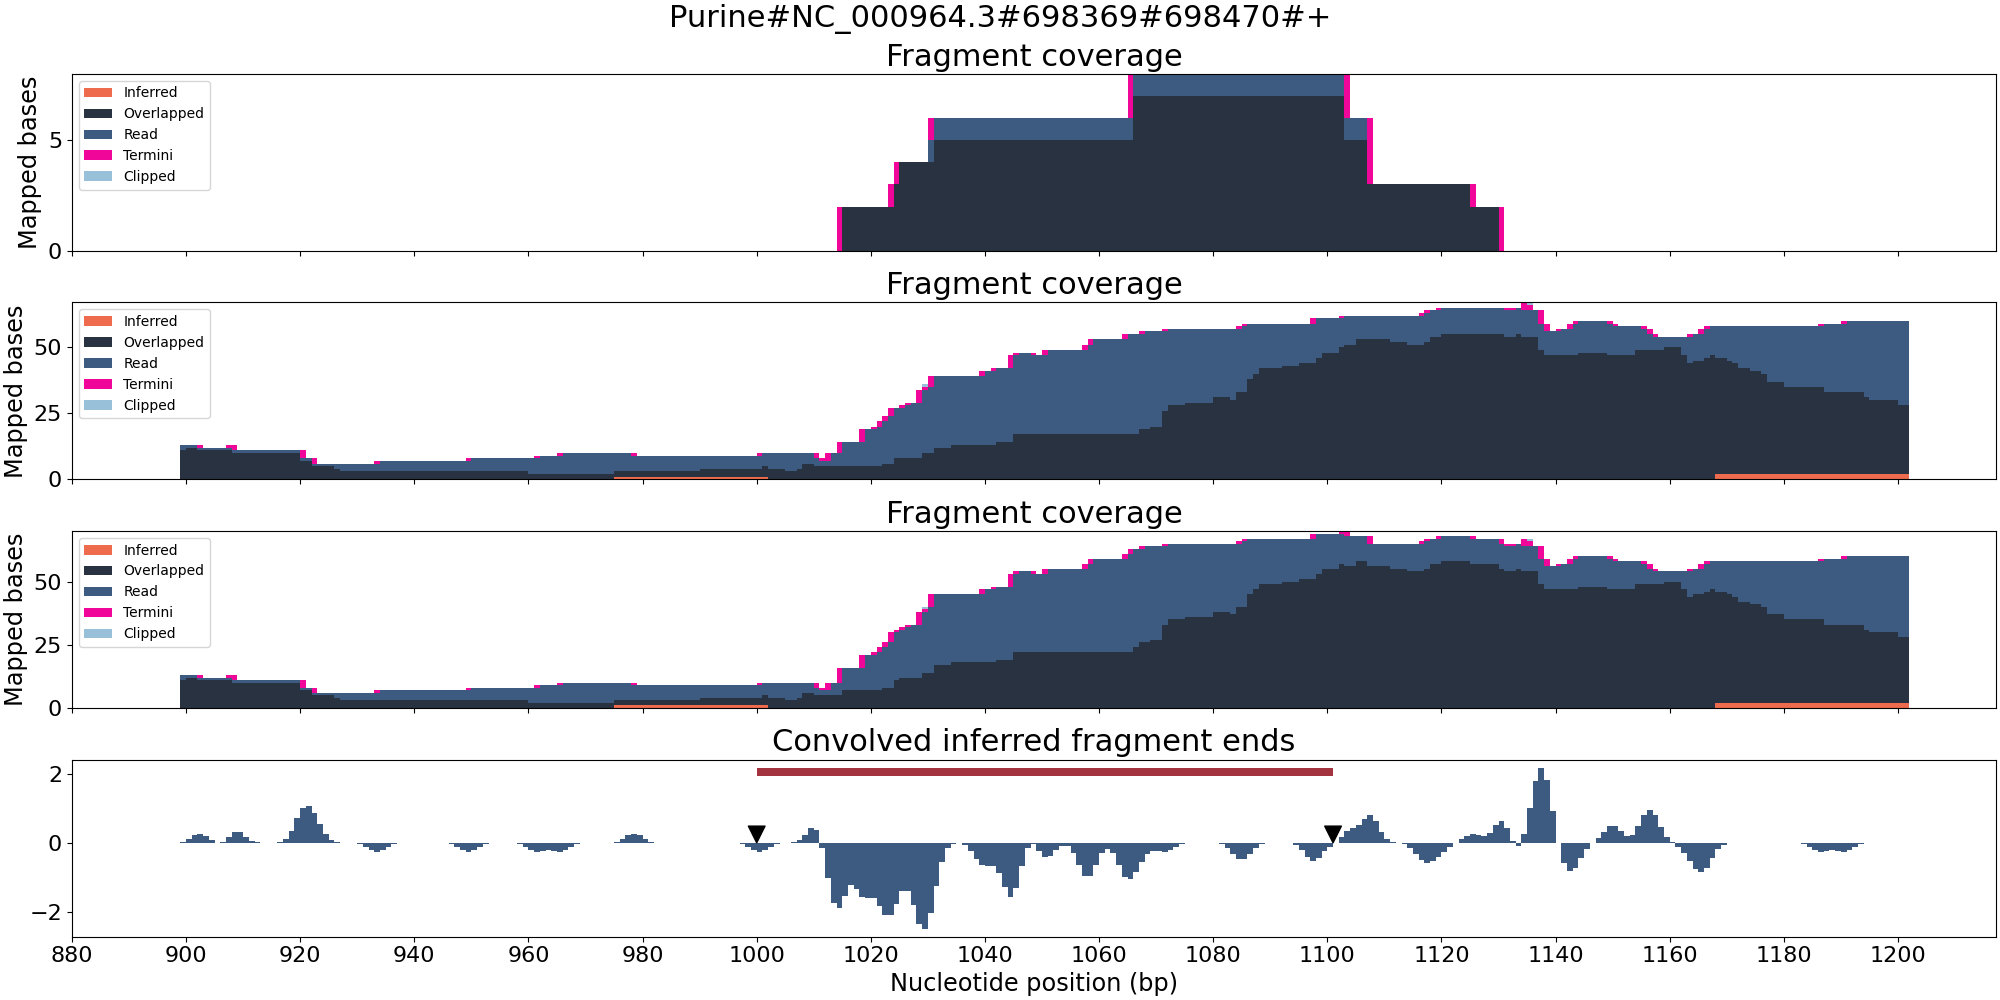 Purine#NC_000964.3#698369#698470#+
Fragment coverage
Mapped bases
5
0
Inferred
Overlapped
Read
Termini
Clipped
Fragment coverage
Mapped bases
50
25
0
Inferred
Overlapped
Read
Termini
Clipped
Fragment coverage
Mapped bases
50
25
0
Inferred
Overlapped
Read
Termini
Clipped
Convolved inferred fragment ends
2
0
−2
880 900 920 940 960 980 1000 1020 1040 1060 1080 1100 1120 1140 1160 1180 1200
Nucleotide position (bp)